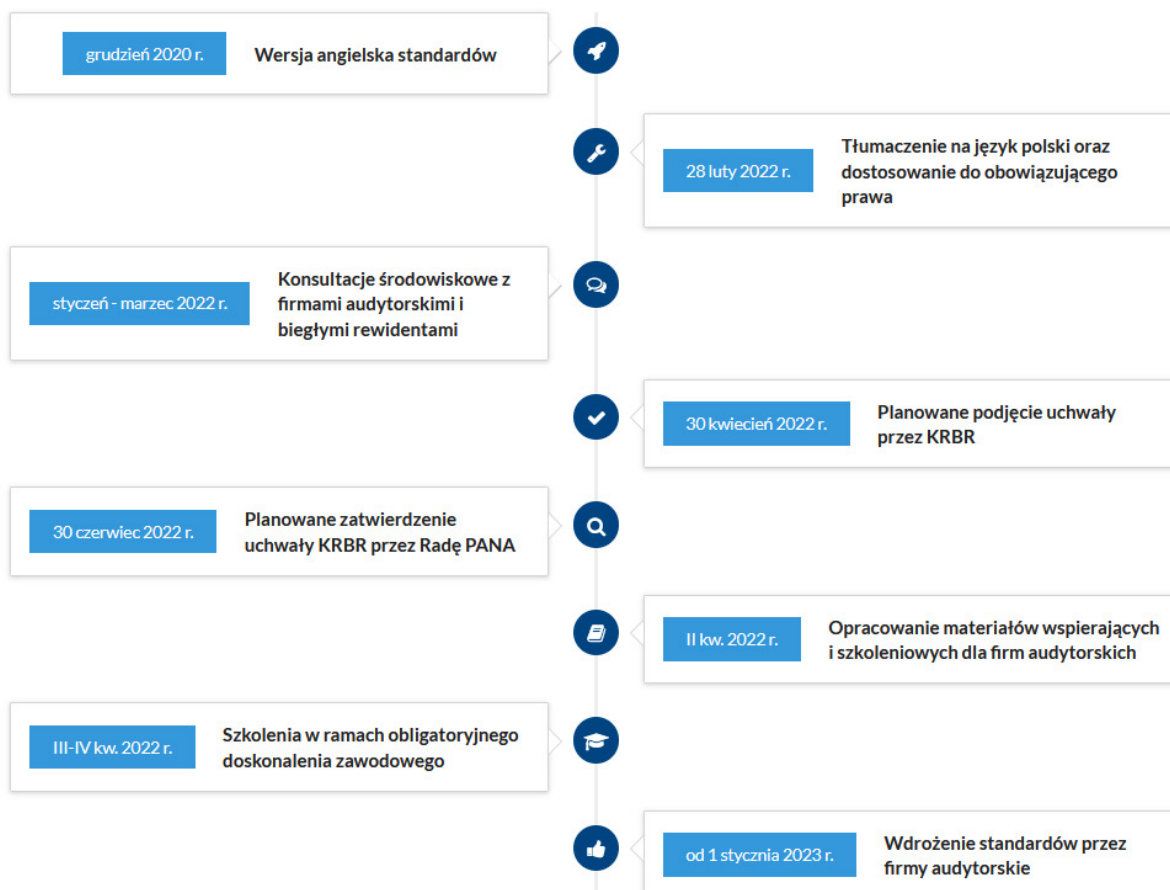 grudzień 2020 r.
Wersja angielska standardów
28 luty 2022 r.
Tłumaczenie na język polski oraz
dostosowanie do obowiązującego
prawa
styczeń - marzec 2022 r.
Konsultacje środowiskowe z
firmami audytorskimi i
biegłymi rewidentami
30 kwiecień 2022 r.
Planowane podjęcie uchwały
przez KRBR
30 czerwiec 2022 r.
Planowane zatwierdzenie
uchwały KRBR przez Radę PANA
II kw. 2022 r.
Opracowanie materiałów wspierających
i szkoleniowych dla firm audytorskich
III-IV kw. 2022 r.
Szkolenia w ramach obligatoryjnego
doskonalenia zawodowego
od 1 stycznia 2023 r.
Wdrożenie standardów przez
firmy audytorskie